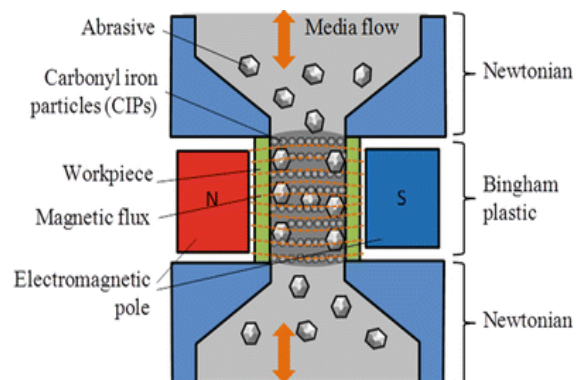 Abrasive
Media flow
Carbonyl iron
particles (CIPs)
Newtonian
Workpiece
N
S
Magnetic flux
Bingham
plastic
Electromagnetic
pole
Newtonian